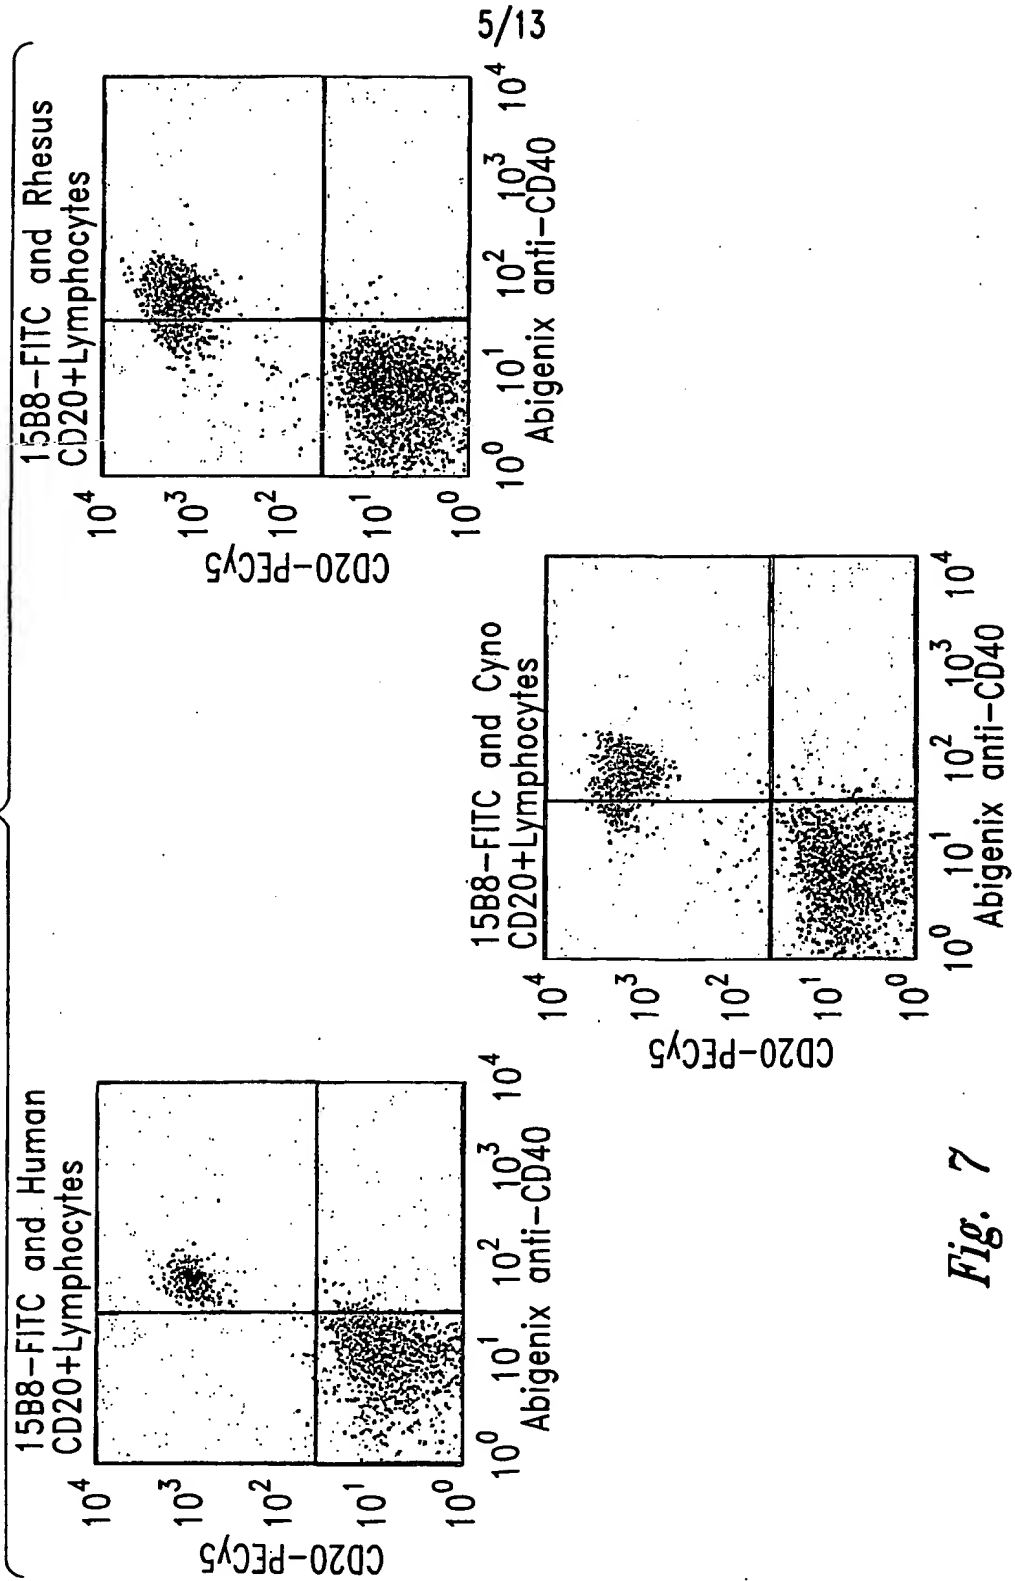 5/13
15B8-FITC and Human
CD20+Lymphocytes
CD20-PECy5
10^4
10^3
10^2
10^1
10^0
10^0 10^1 10^2 10^3 10^4
Abigenix anti-CD40
15B8-FITC and Cyno
CD20+Lymphocytes
CD20-PECy5
10^4
10^3
10^2
10^1
10^0
10^0 10^1 10^2 10^3 10^4
Abigenix anti-CD40
15B8-FITC and Rhesus
CD20+Lymphocytes
CD20-PECy5
10^4
10^3
10^2
10^1
10^0
10^0 10^1 10^2 10^3 10^4
Abigenix anti-CD40
Fig. 7